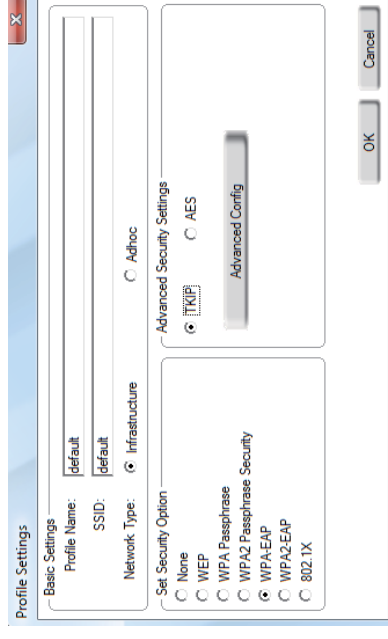 Profile Settings
Basic Settings
Profile Name: default
SSID: default
Network Type: Infrastructure Adhoc
Set Security Option
None
WEP
WPA Passphrase
WPA2 Passphrase Security
WPA-EAP
WPA2-EAP
802.1X
Advanced Security Settings
TKIP AES
Advanced Config
OK Cancel